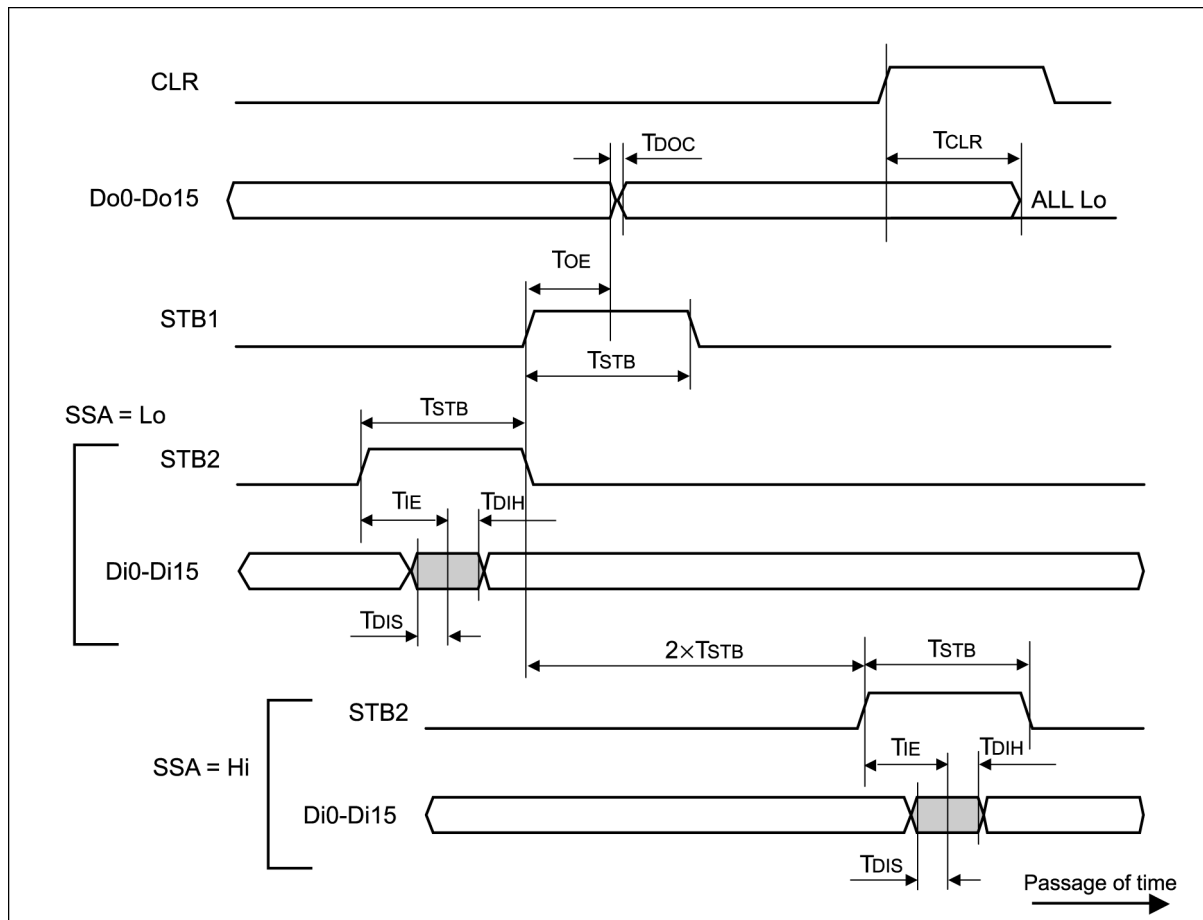 CLR
TCLR
TDOC
Do0-Do15
ALL Lo
TOE
STB1
TSTB
SSA = Lo
TSTB
STB2
TIE
TDIH
Di0-Di15
TDIS
2×TSTB
TSTB
STB2
SSA = Hi
TIE
TDIH
Di0-Di15
TDIS
Passage of time